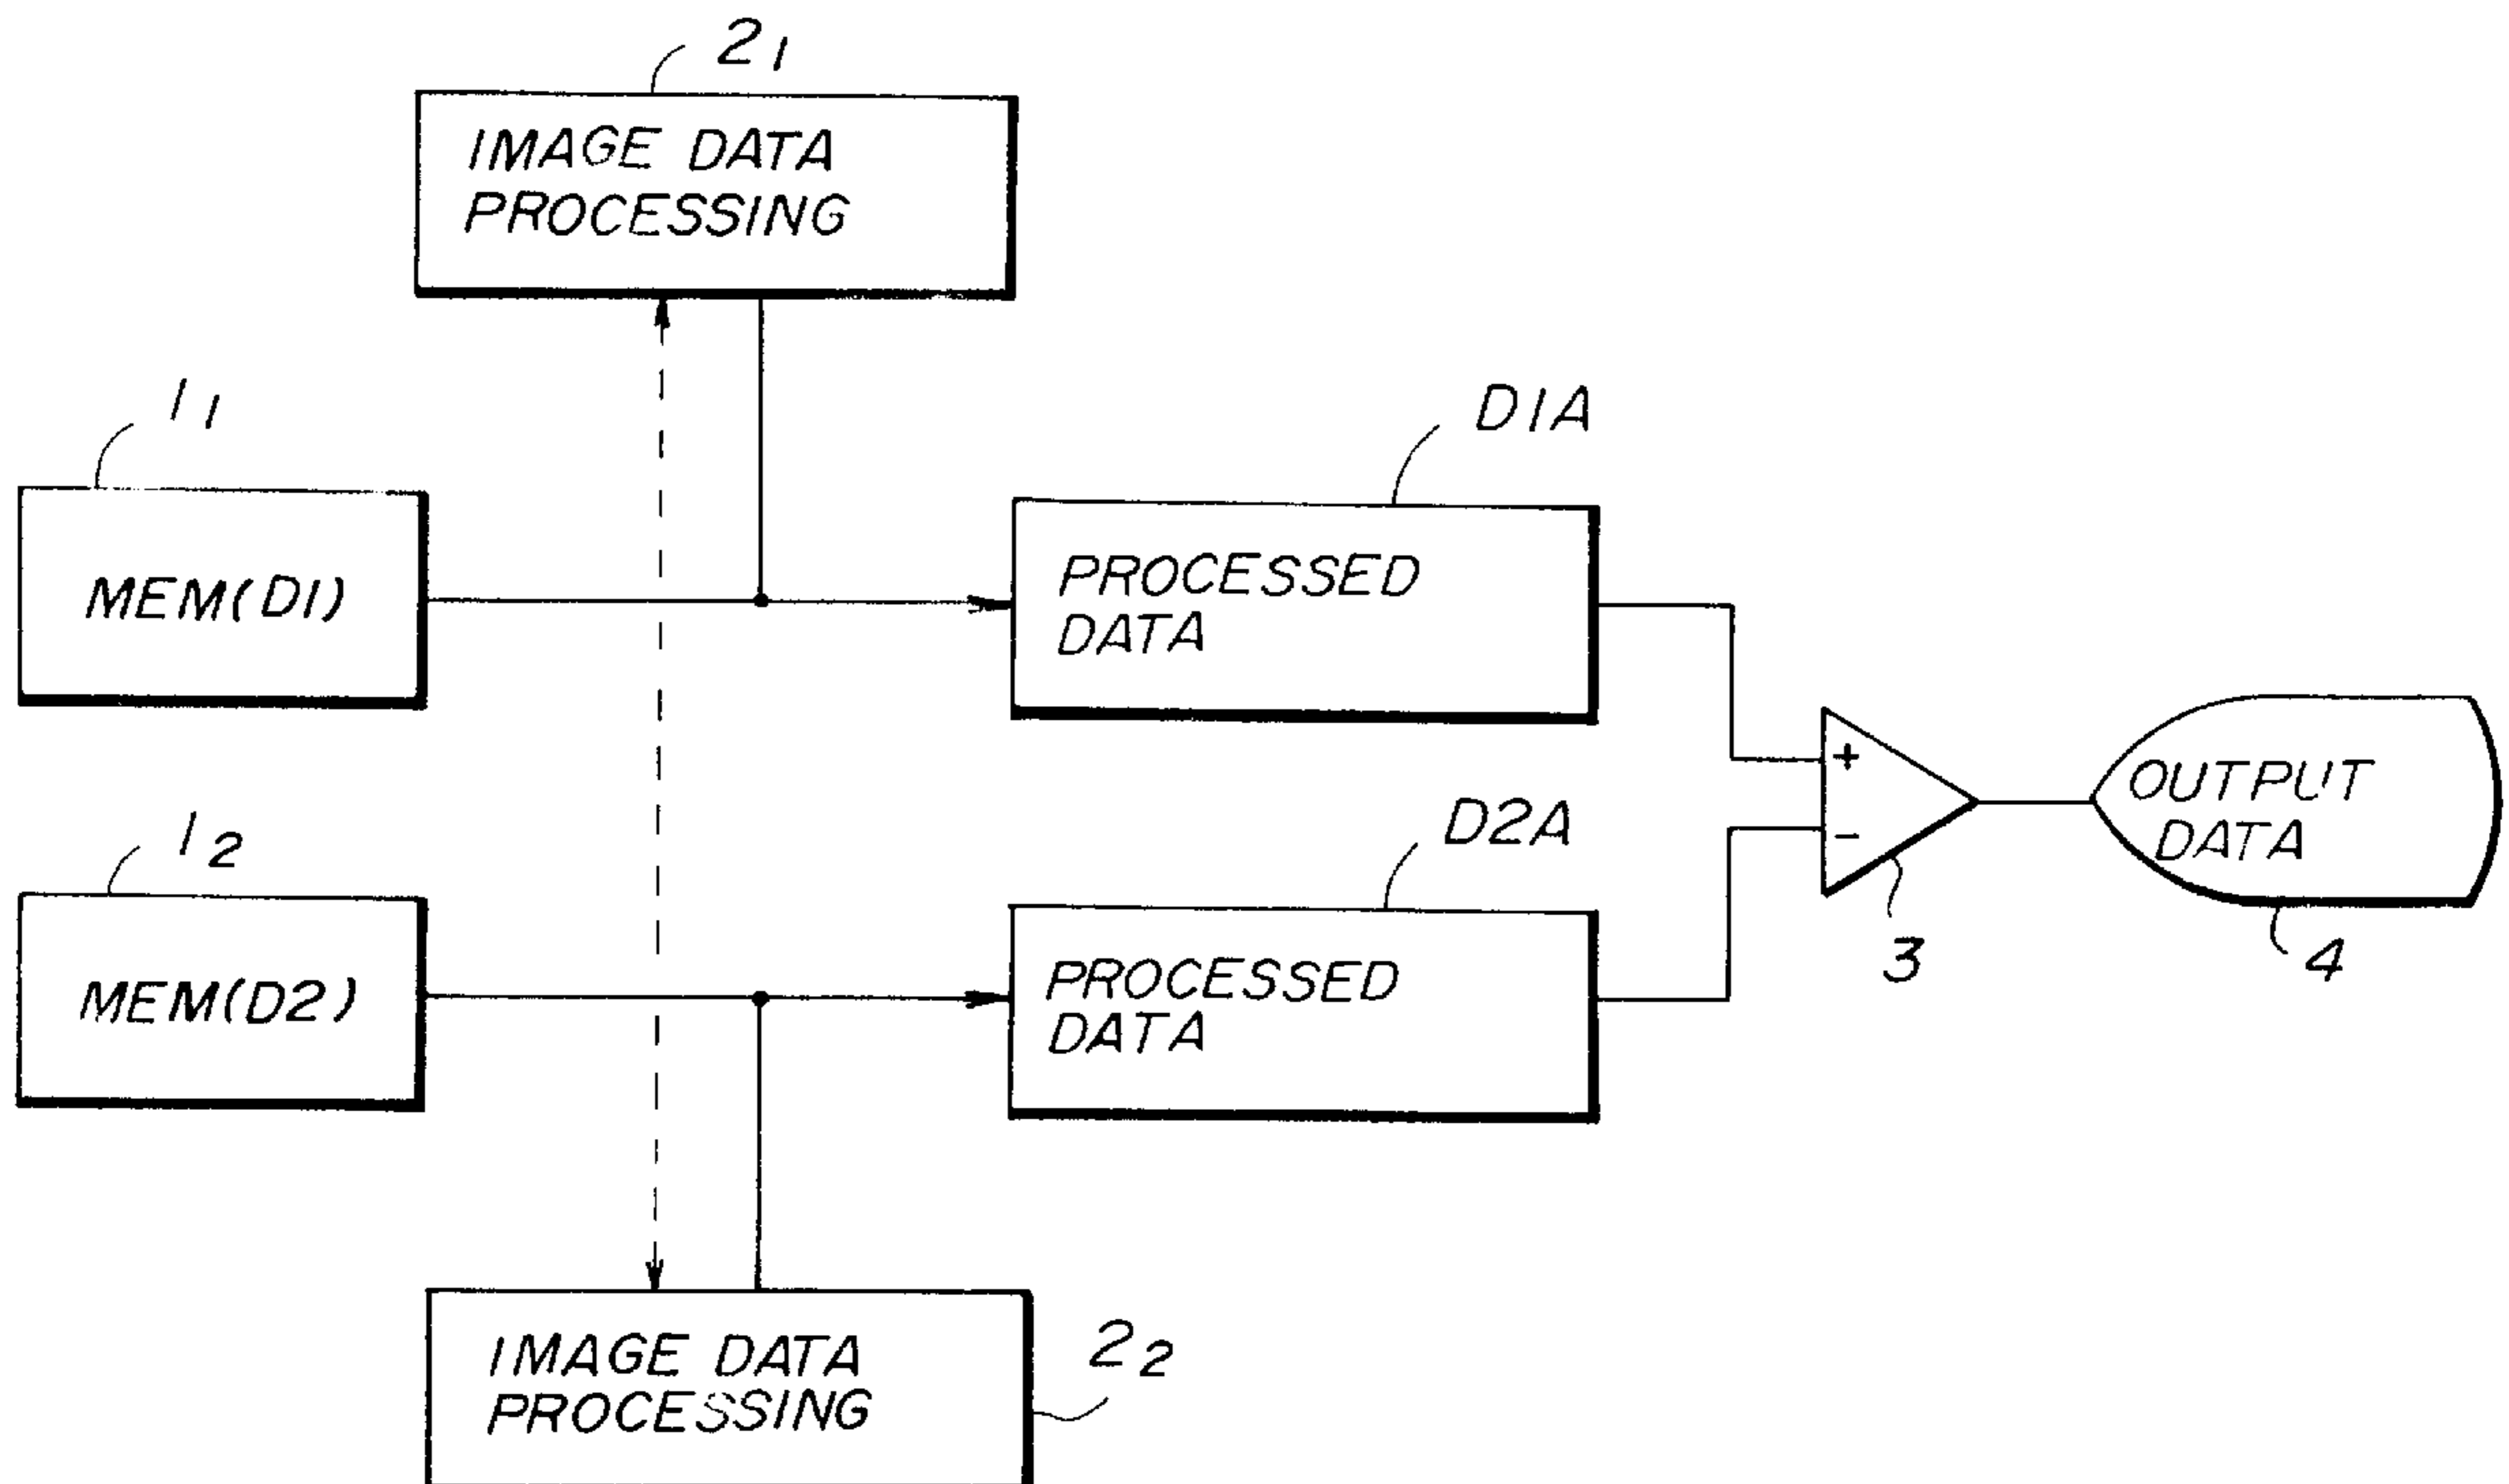 2₁
IMAGE DATA
PROCESSING
1₁
D1A
MEM(D1)
PROCESSED
DATA
+
OUTPUT
DATA
−
1₂
D2A
3
4
MEM(D2)
PROCESSED
DATA
2₂
IMAGE DATA
PROCESSING